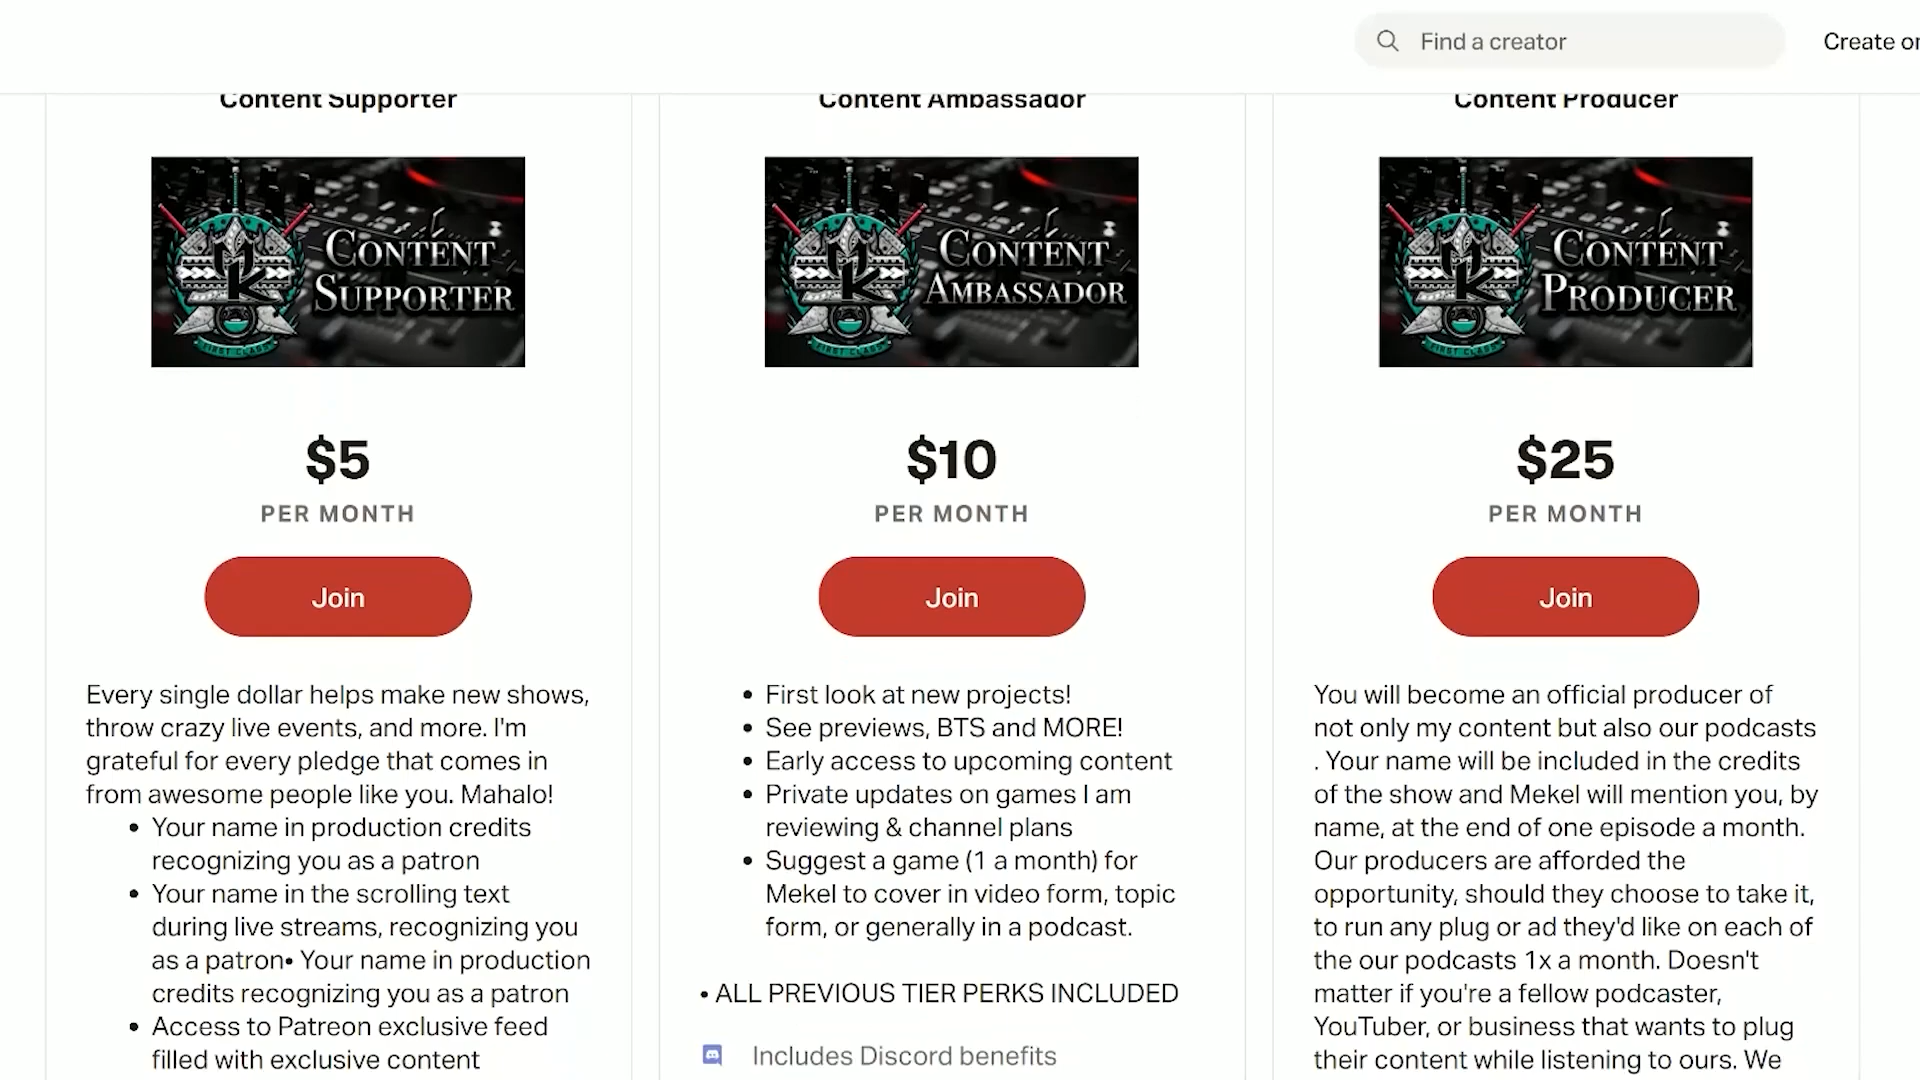 Find a creator
Create or
Content Supporter
CONTENT
SUPPORTER
FIRST CLASS
$5
PER MONTH
Join
Every single dollar helps make new shows,
throw crazy live events, and more. I'm
grateful for every pledge that comes in
from awesome people like you. Mahalo!
• Your name in production credits
recognizing you as a patron
• Your name in the scrolling text
during live streams, recognizing you
as a patron• Your name in production
credits recognizing you as a patron
• Access to Patreon exclusive feed
filled with exclusive content
Content Ambassador
CONTENT
AMBASSADOR
FIRST CLASS
$10
PER MONTH
Join
• First look at new projects!
• See previews, BTS and MORE!
• Early access to upcoming content
• Private updates on games I am
reviewing & channel plans
• Suggest a game (1 a month) for
Mekel to cover in video form, topic
form, or generally in a podcast.
• ALL PREVIOUS TIER PERKS INCLUDED
Includes Discord benefits
Content Producer
CONTENT
PRODUCER
FIRST CLASS
$25
PER MONTH
Join
You will become an official producer of
not only my content but also our podcasts
. Your name will be included in the credits
of the show and Mekel will mention you, by
name, at the end of one episode a month.
Our producers are afforded the
opportunity, should they choose to take it,
to run any plug or ad they'd like on each of
the our podcasts 1x a month. Doesn't
matter if you're a fellow podcaster,
YouTuber, or business that wants to plug
their content while listening to ours. We